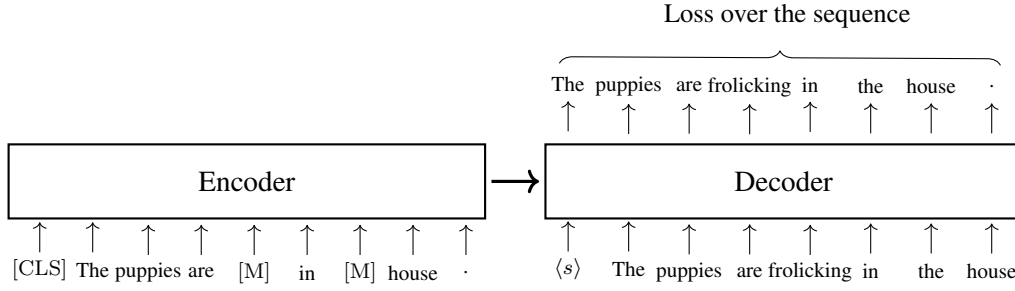 Loss over the sequence
The puppies are frolicking in the house .
Encoder
Decoder
[CLS] The puppies are [M] in [M] house .
⟨s⟩ The puppies are frolicking in the house